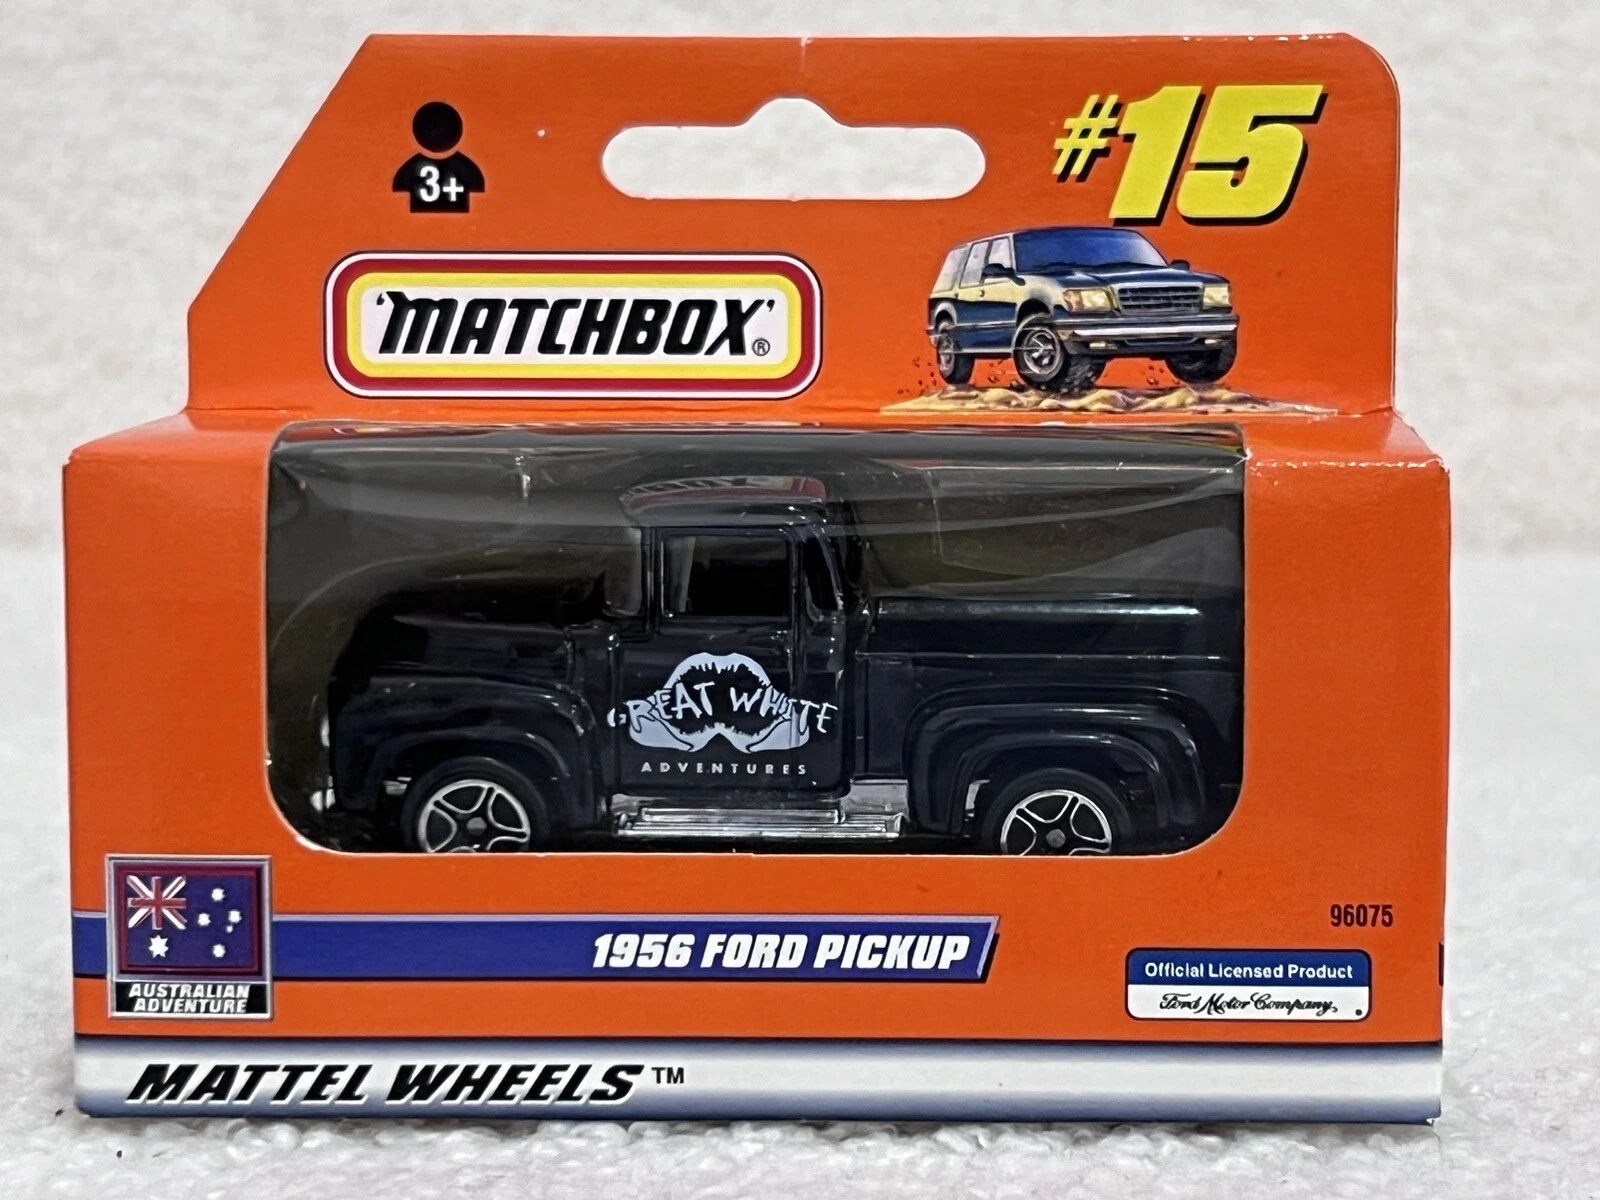 #15
3+
'MATCHBOX'®
GREAT WHITE
ADVENTURES
96075
1956 FORD PICKUP
Official Licensed Product
Ford Motor Company,
AUSTRALIAN
ADVENTURE
MATTEL WHEELS™